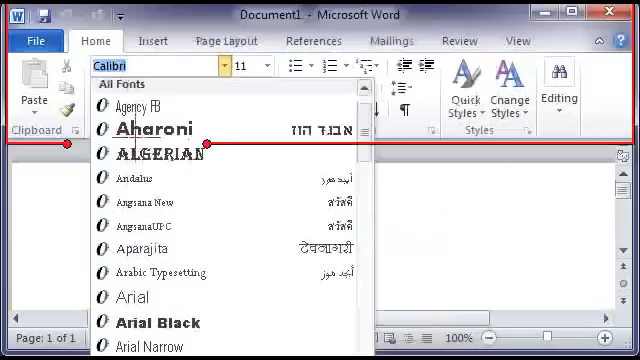 Document1 - Microsoft Word
File Home Insert Page Layout References Mailings
Calibri 11
Paste
Clipboard
Quick Styles
Change Styles
Styles
Editing
All Fonts
Agency FB
Aharoni אבגד הוז
ALGERIAN
Andalus أبجد هوز
Angsana New สวัสดี
AngsanaUPC สวัสดี
Aparajita देवनागरी
Arabic Typesetting أبجد هوز
Arial
Arial Black
Arial Narrow
Page: 1 of 1 100%